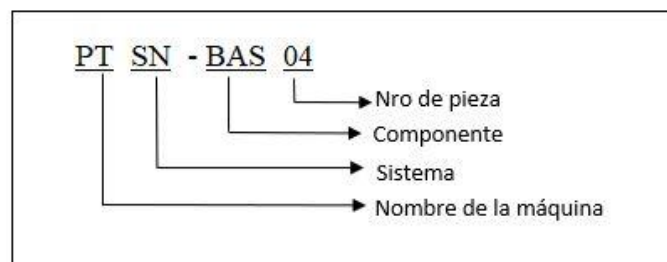 PT SN - BAS 04
Nro de pieza
Componente
Sistema
Nombre de la máquina